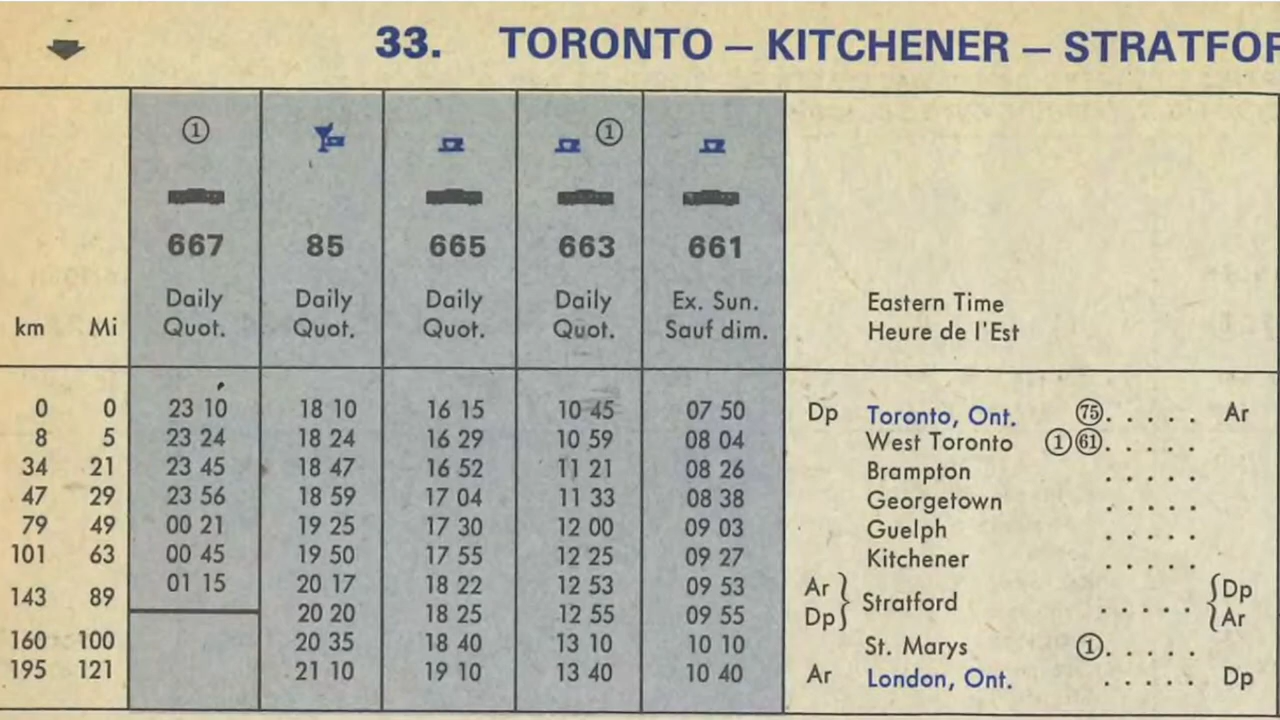 33. TORONTO – KITCHENER – STRATFOR
① ①
667 85 665 663 661
Daily Daily Daily Daily Ex. Sun. Eastern Time
km Mi Quot. Quot. Quot. Quot. Sauf dim. Heure de l'Est
0 0 23 10 18 10 16 15 10 45 07 50 Dp Toronto, Ont. 75 ..... Ar
8 5 23 24 18 24 16 29 10 59 08 04 West Toronto ① 61 .....
34 21 23 45 18 47 16 52 11 21 08 26 Brampton .....
47 29 23 56 18 59 17 04 11 33 08 38 Georgetown .....
79 49 00 21 19 25 17 30 12 00 09 03 Guelph .....
101 63 00 45 19 50 17 55 12 25 09 27 Kitchener .....
01 15 20 17 18 22 12 53 09 53 Ar Dp
143 89 Stratford .....
20 20 18 25 12 55 09 55 Dp Ar
160 100 20 35 18 40 13 10 10 10 St. Marys ① .....
195 121 21 10 19 10 13 40 10 40 Ar London, Ont. ..... Dp